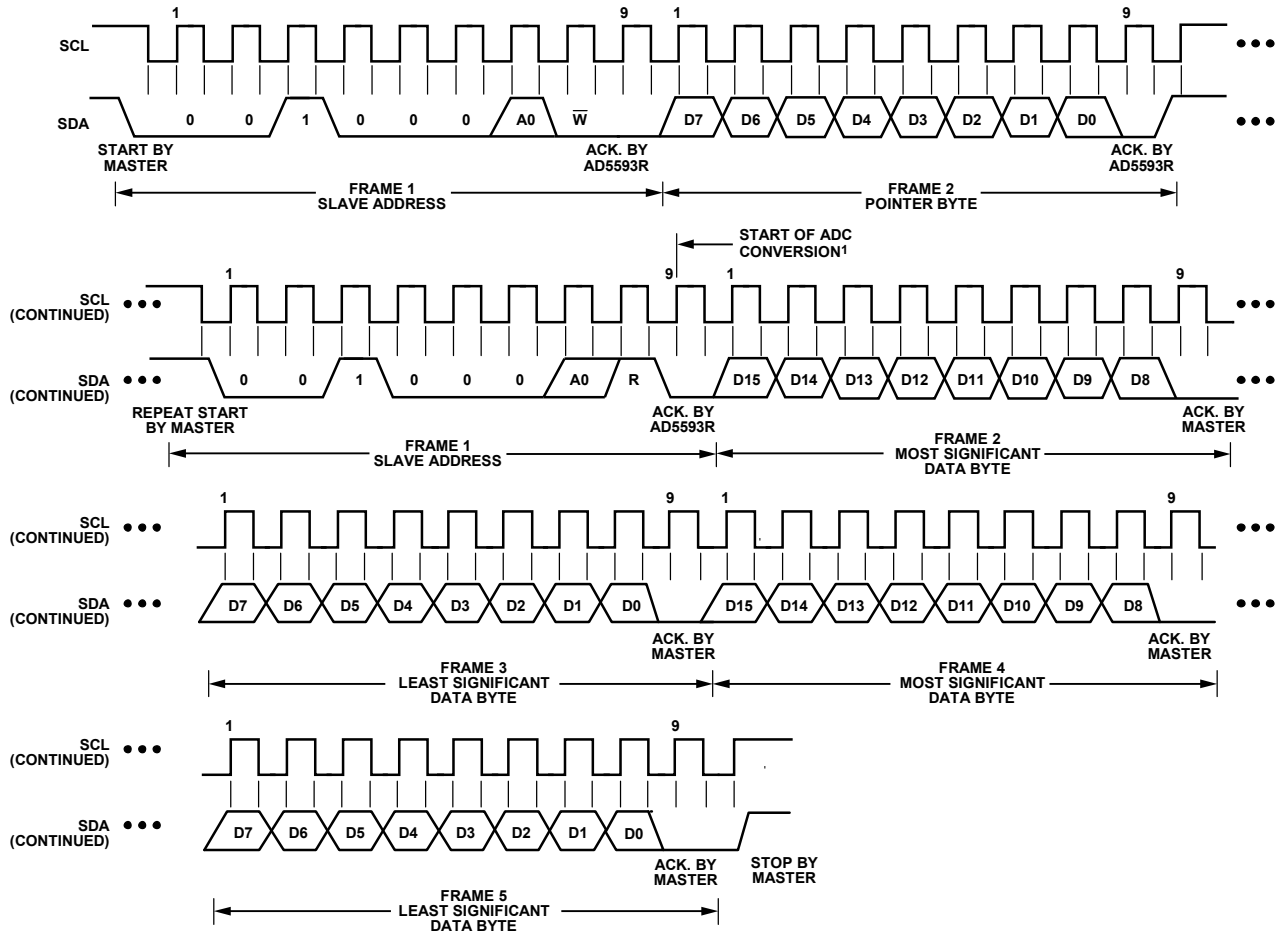 1 9 1 9
SCL
SDA 0 0 1 0 0 0 A0 W D7 D6 D5 D4 D3 D2 D1 D0
START BY MASTER
ACK. BY AD5593R
ACK. BY AD5593R
FRAME 1 SLAVE ADDRESS
FRAME 2 POINTER BYTE
START OF ADC CONVERSION1
1 9 1 9
SCL (CONTINUED)
SDA (CONTINUED) 0 0 1 0 0 0 A0 R D15 D14 D13 D12 D11 D10 D9 D8
REPEAT START BY MASTER
ACK. BY AD5593R
ACK. BY MASTER
FRAME 1 SLAVE ADDRESS
FRAME 2 MOST SIGNIFICANT DATA BYTE
1 9 1 9
SCL (CONTINUED)
SDA (CONTINUED) D7 D6 D5 D4 D3 D2 D1 D0 D15 D14 D13 D12 D11 D10 D9 D8
ACK. BY MASTER
ACK. BY MASTER
FRAME 3 LEAST SIGNIFICANT DATA BYTE
FRAME 4 MOST SIGNIFICANT DATA BYTE
1 9
SCL (CONTINUED)
SDA (CONTINUED) D7 D6 D5 D4 D3 D2 D1 D0
ACK. BY MASTER
STOP BY MASTER
FRAME 5 LEAST SIGNIFICANT DATA BYTE